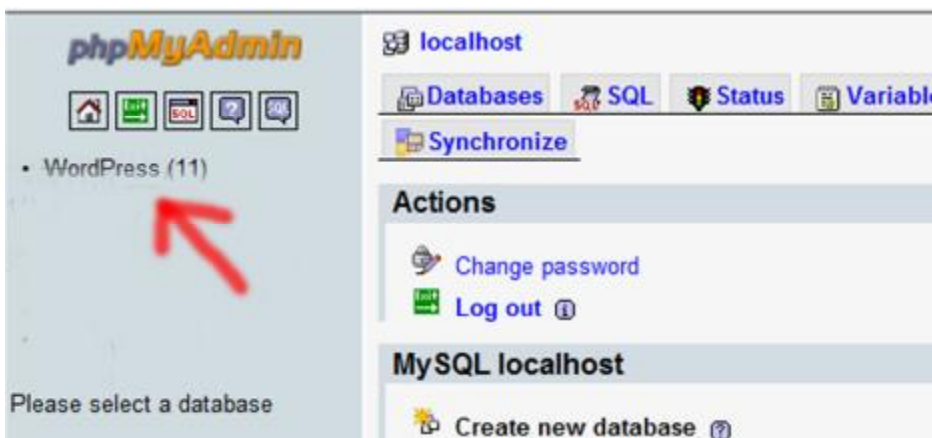 phpMyAdmin
WordPress (11)
Please select a database
localhost
Databases SQL Status Variable
Synchronize
Actions
Change password
Log out
MySQL localhost
Create new database